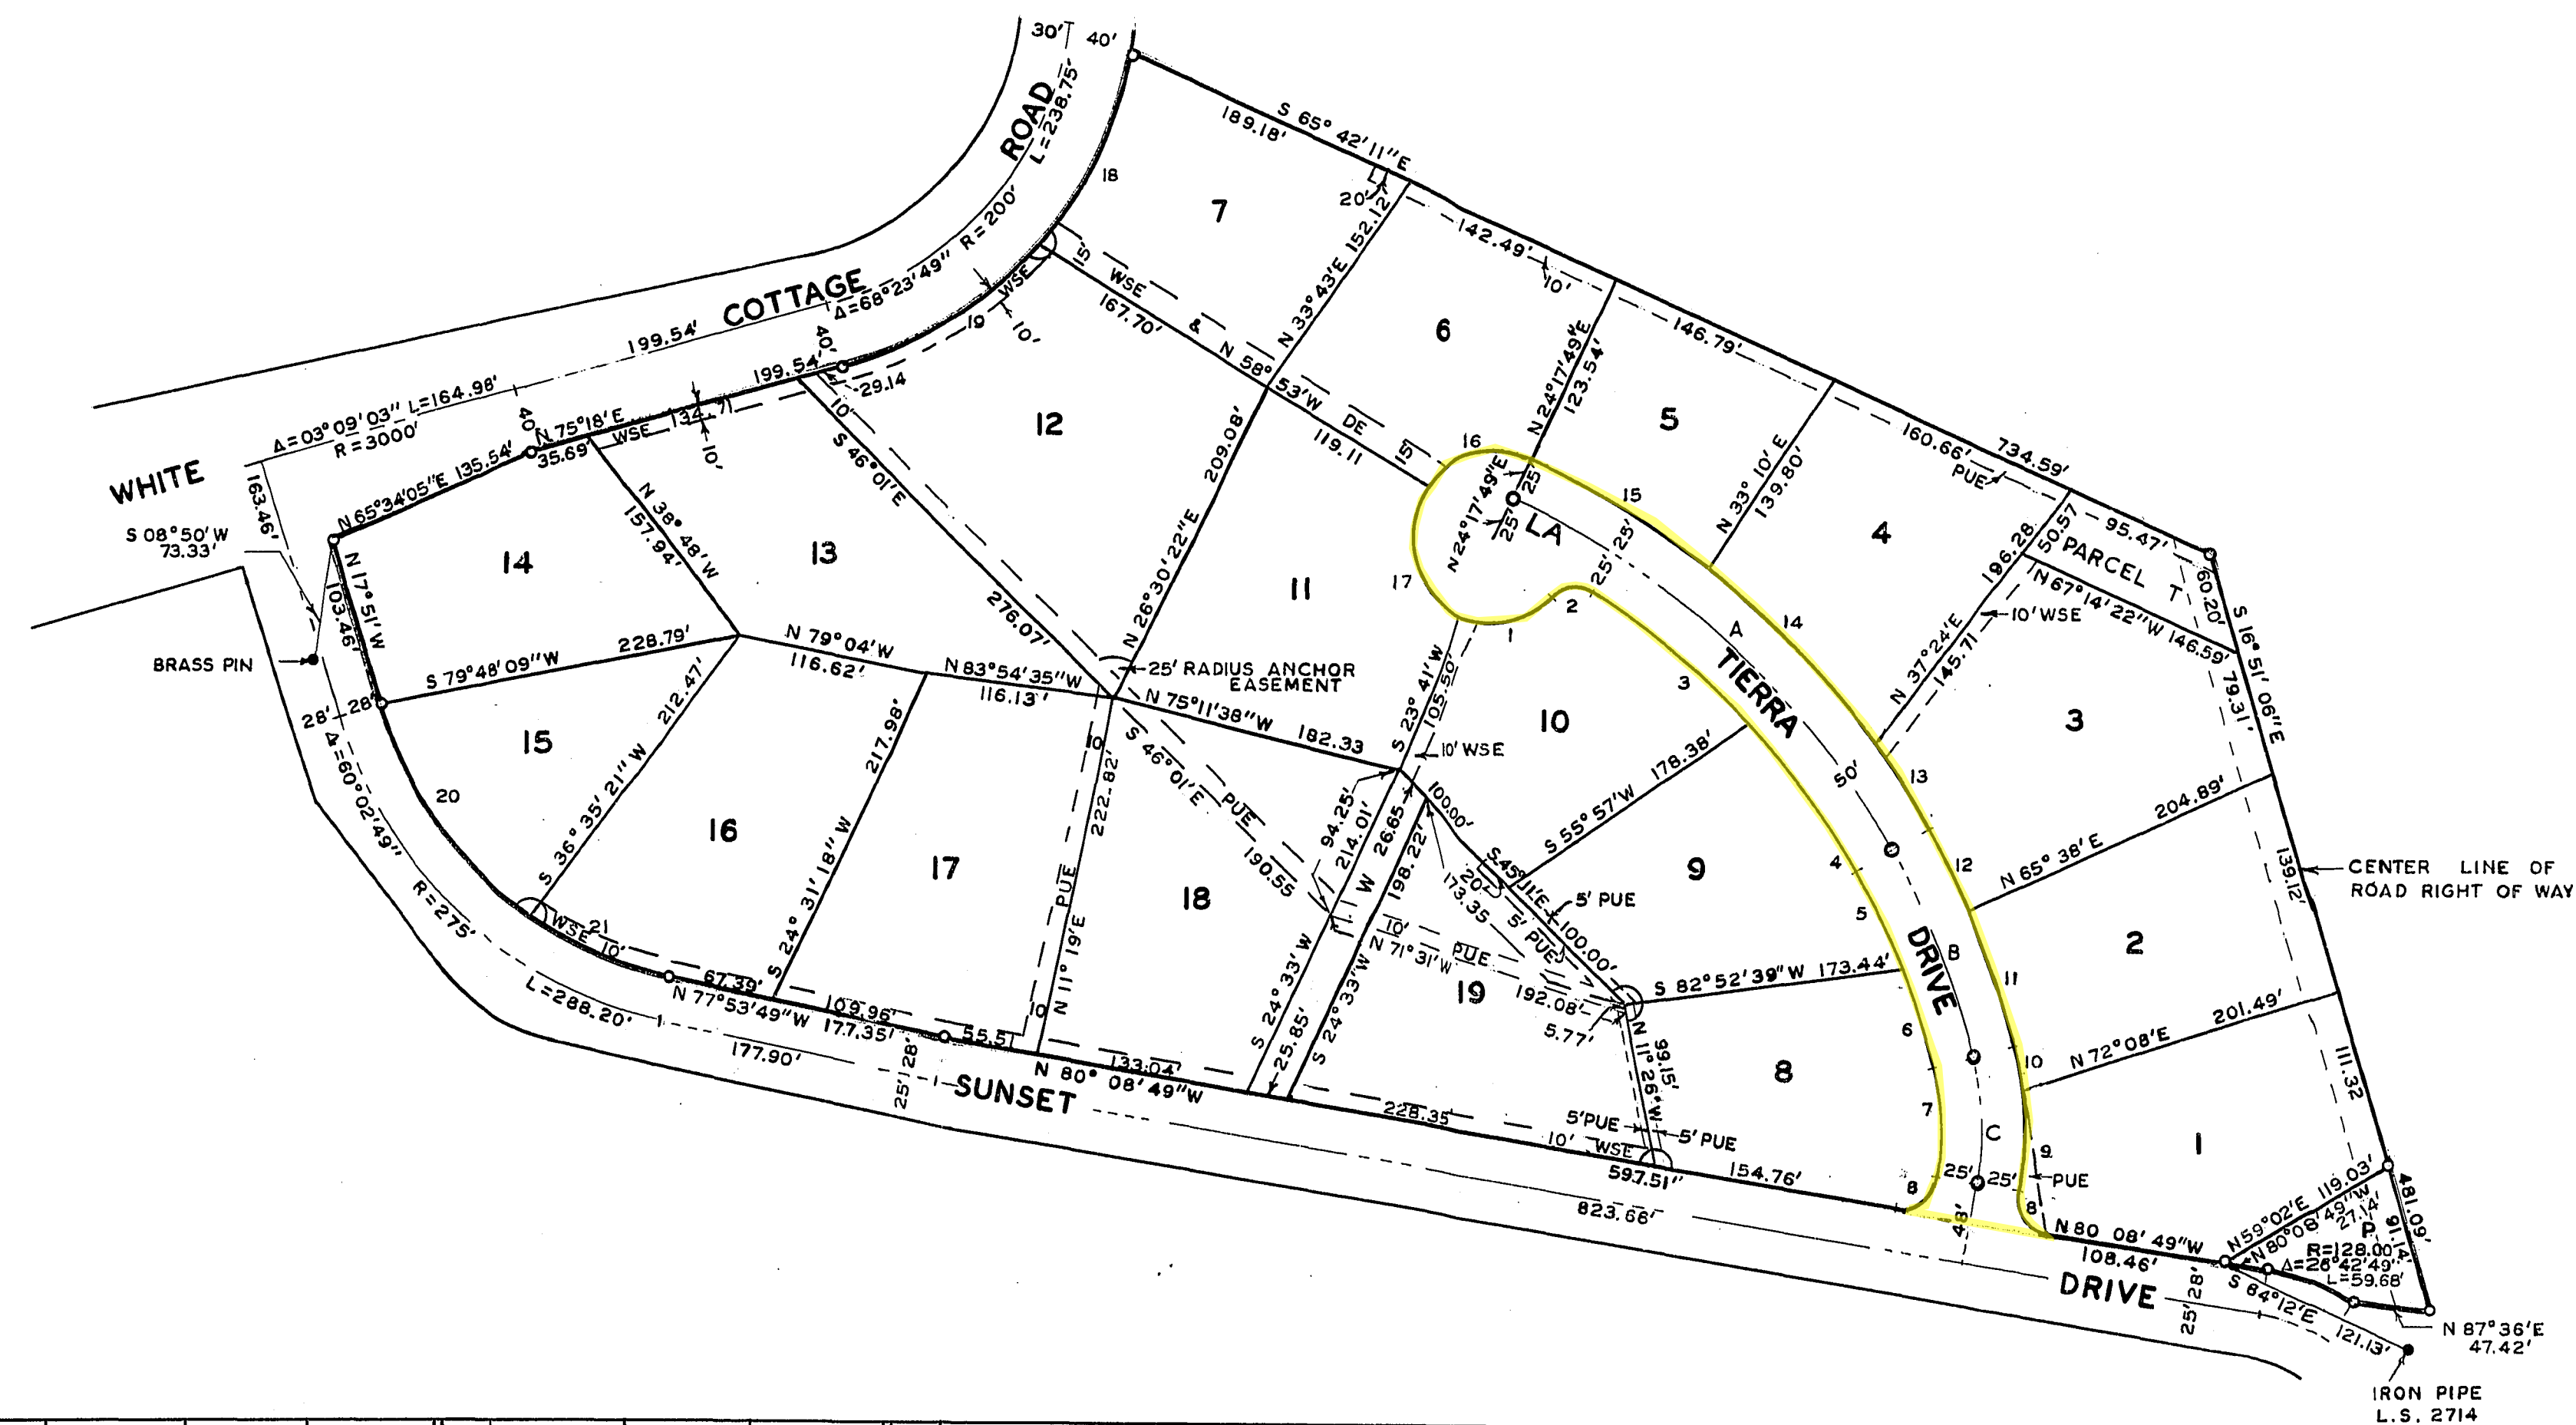 30' 40'
ROAD
L=238.75'
S 65° 42' 11" E
189.18'
18
20'
7
R=200'
N 33° 43' E 152.12'
142.49'
10'
15'
WSE
&
167.70'
N 58° 53' W
DE
15'
119.11
6
146.79'
COTTAGE
Δ=68°23'49"
WSE
10'
19
199.54'
40'
199.54'
29.14
10'
12
N 24°17'49"E
123.54'
5
160.66'
734.59'
PUE
Δ=03°09'03" L=164.98'
R=3000'
40'
N 75°18' E
35.69'
WSE
134.71
10'
WHITE
N 65°34'05"E 135.54'
163.46'
S 08°50' W
73.33'
S 46°01'E
276.07'
209.08'
N 26°30'22"E
16
N 24°17'49"E
25'
25'
LA
15
25'
25'
N 33° 10' E
139.80'
4
95.47'
PARCEL T
60.20'
50.57
196.28
N 67°14'22"W 146.59'
10' WSE
S 16° 51' 06"E
N 17°51' W
103.46'
14
N 38°48' W
157.94'
13
11
17
1
2
A
14
TIERRA
N 37°24'E
145.71
79.31'
3
BRASS PIN
S 79°48'09"W
228.79'
N 79°04' W
116.62'
N 83°54'35"W
116.13'
25' RADIUS ANCHOR
EASEMENT
N 75°11'38"W
182.33
S 23° 41' W
105.50'
10' WSE
10
3
28' 28'
15
212.47'
S 36° 35' 21" W
217.98'
S 24° 31' 18" W
10
222.82'
N 11° 19'E
PUE
10
S 46°01'E
PUE
190.55
94.25'
214.01'
26.65
W
198.22'
100.00'
S 55°57'W
178.38'
50'
13
204.89'
N 65° 38'E
12
139.12'
CENTER LINE OF
ROAD RIGHT OF WAY
Δ=60°02'49"
20
R=275'
L=288.20'
16
17
18
S 45°11'E
20'
173.35
5' PUE
5' PUE
100.00'
9
4
5
DRIVE
B
11
2
WSE
21
10'
67.39'
N 77°53'49"W
109.96'
177.35'
177.90'
25' 28'
55.51
10'
N 71°31'W
PUE
192.08'
5.77'
19
S 82°52'39"W 173.44'
6
201.49'
N 72°08'E
10
SUNSET
N 80° 08'49"W
133.04'
S 24°33'W
25.85'
S 24°33'W
228.35'
N 11° 26' W
99.15'
5'PUE
5' PUE
10' WSE
597.51"
154.76'
8
7
8
C
25' 25'
48'
9
PUE
8
1
111.32
823.66'
N 80 08' 49"W
108.46'
N 59°02'E 119.03'
N 80°08'49"W
27.14'
P
R=128.00'
Δ=26°42'49"
L=59.68'
481.09'
91.14'
DRIVE
25' 28'
S 84°12'E
121.13'
N 87°36'E
47.42'
IRON PIPE
L.S. 2714